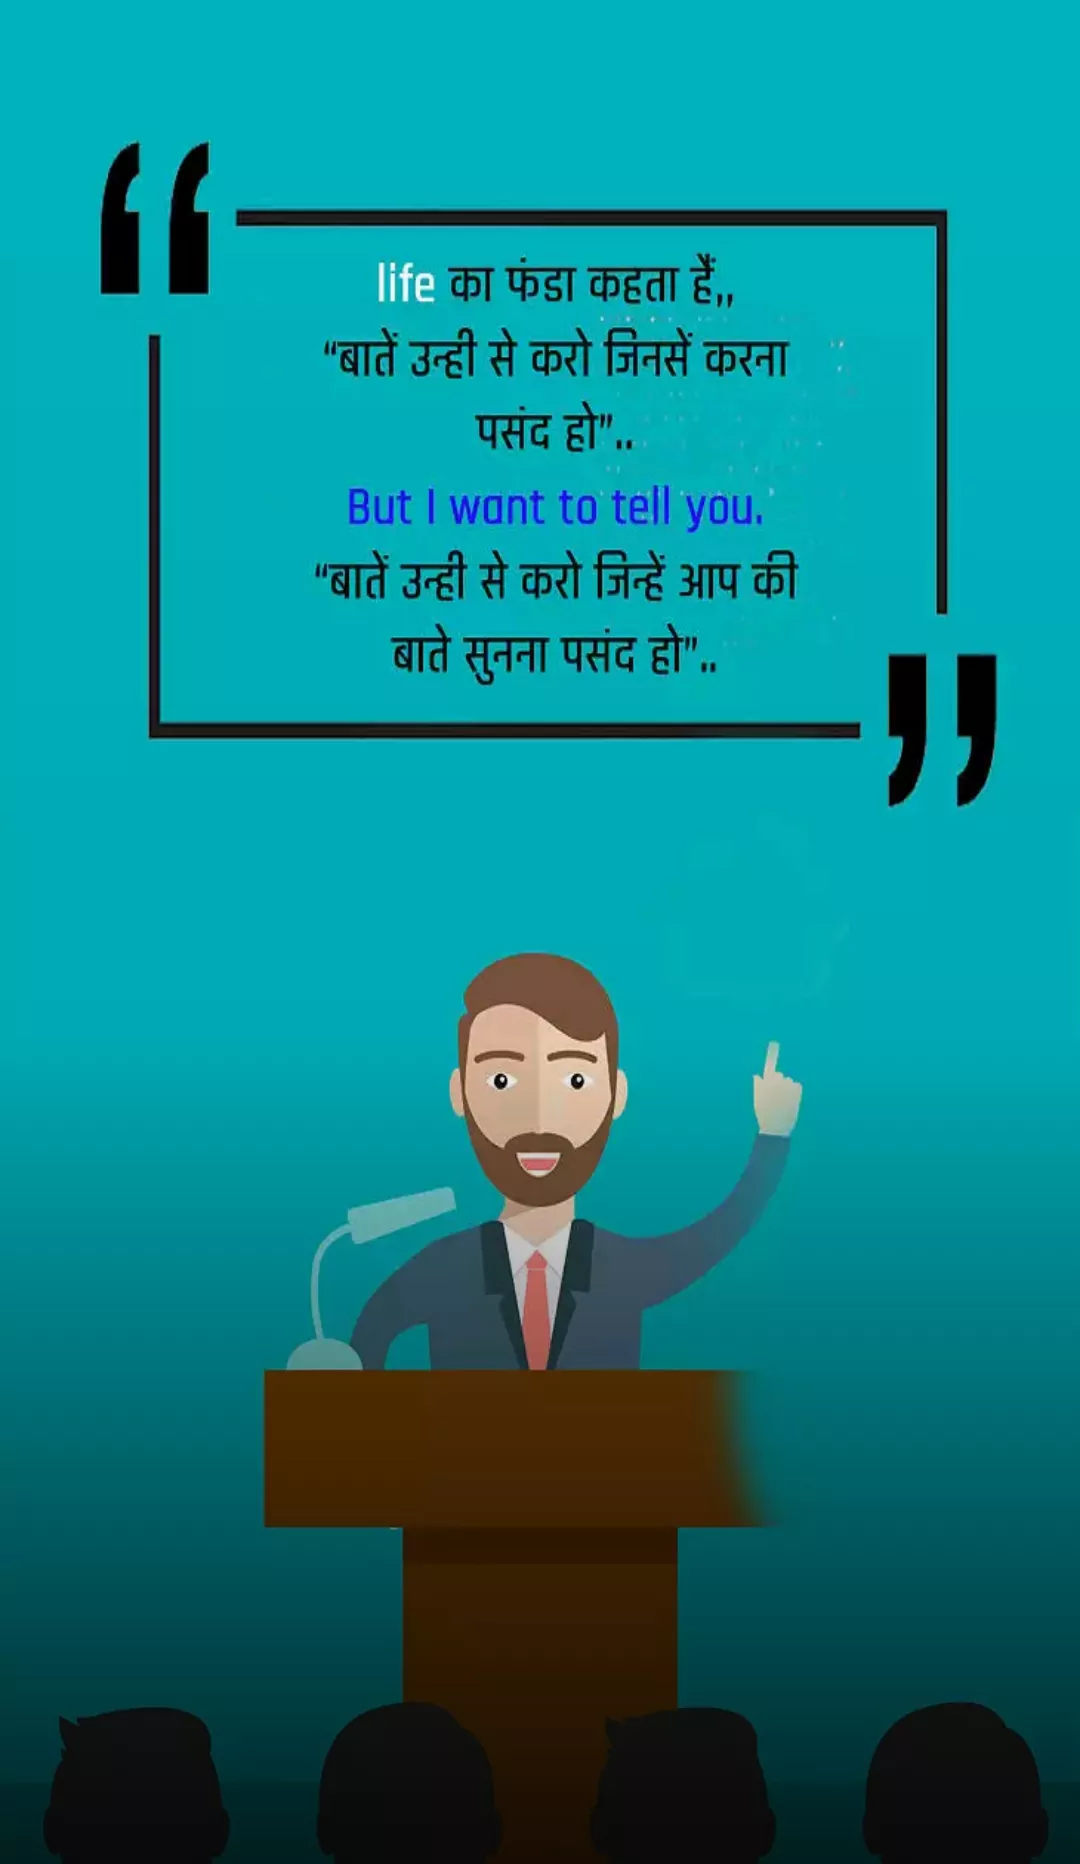 life का फंडा कहता हैं,,
“बातें उन्ही से करो जिनसें करना
पसंद हो”..
But I want to tell you.
“बातें उन्ही से करो जिन्हें आप की
बाते सुनना पसंद हो”..